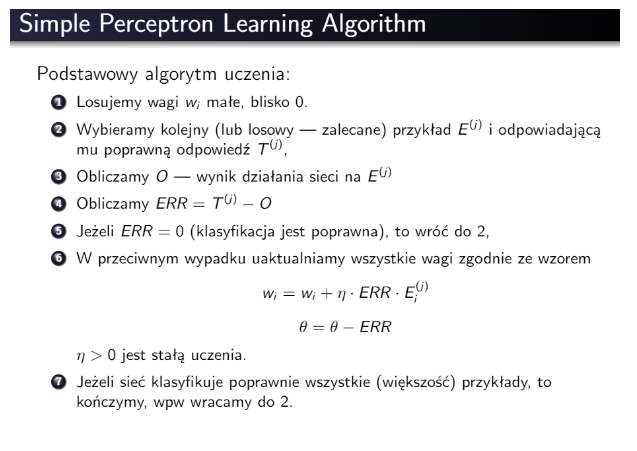 Simple Perceptron Learning Algorithm
Podstawowy algorytm uczenia:
1 Losujemy wagi w_i małe, blisko 0.
2 Wybieramy kolejny (lub losowy — zalecane) przykład E^(j) i odpowiadającą
mu poprawną odpowiedź T^(j),
3 Obliczamy O — wynik działania sieci na E^(j)
4 Obliczamy ERR = T^(j) − O
5 Jeżeli ERR = 0 (klasyfikacja jest poprawna), to wróć do 2,
6 W przeciwnym wypadku uaktualniamy wszystkie wagi zgodnie ze wzorem
w_i = w_i + η · ERR · E_i^(j)
θ = θ − ERR
η > 0 jest stałą uczenia.
7 Jeżeli sieć klasyfikuje poprawnie wszystkie (większość) przykłady, to
kończymy, wpw wracamy do 2.